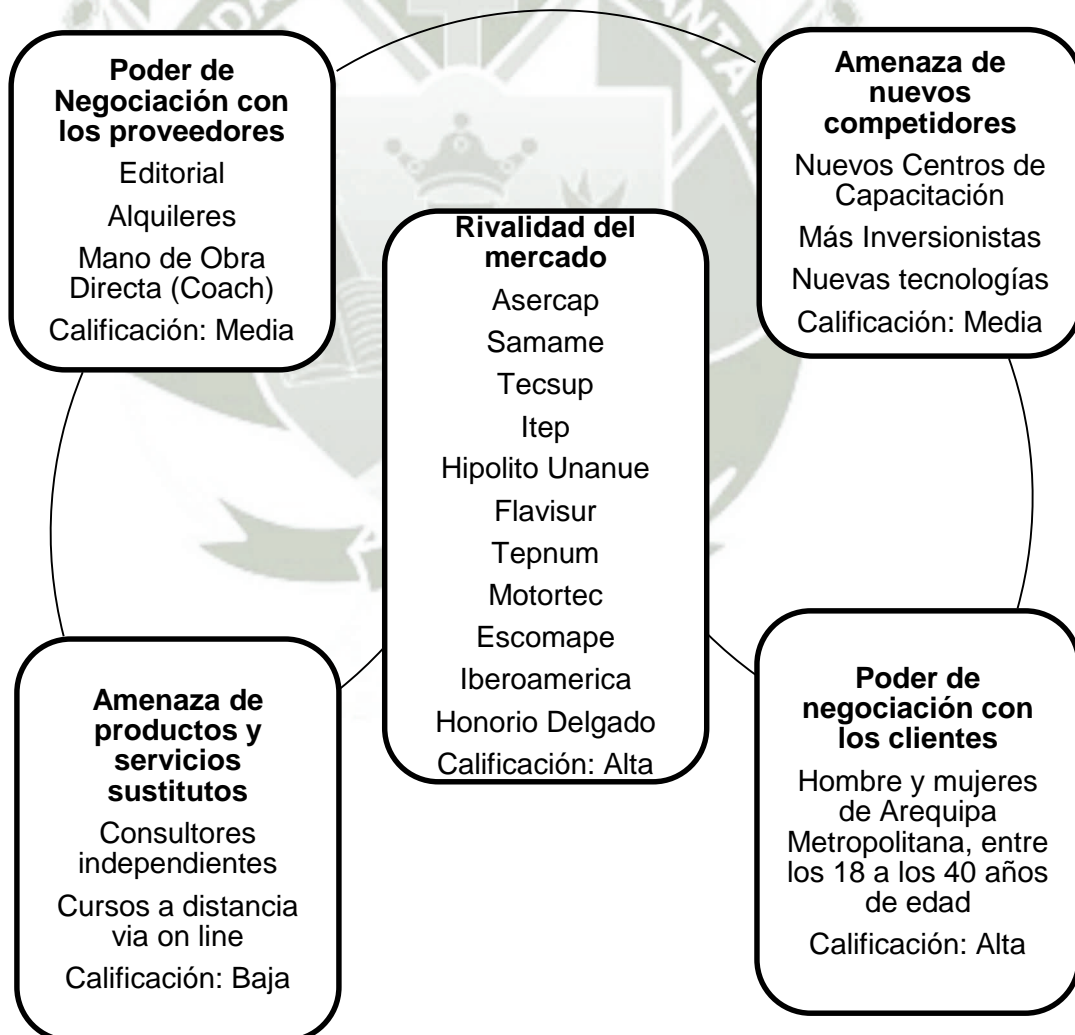 Poder de
Negociación con
los proveedores
Editorial
Alquileres
Mano de Obra
Directa (Coach)
Calificación: Media
Amenaza de
nuevos
competidores
Nuevos Centros de
Capacitación
Más Inversionistas
Nuevas tecnologías
Calificación: Media
Rivalidad del
mercado
Asercap
Samame
Tecsup
Itep
Hipolito Unanue
Flavisur
Tepnum
Motortec
Escomape
Iberoamerica
Honorio Delgado
Calificación: Alta
Amenaza de
productos y
servicios
sustitutos
Consultores
independientes
Cursos a distancia
via on line
Calificación: Baja
Poder de
negociación con
los clientes
Hombre y mujeres
de Arequipa
Metropolitana, entre
los 18 a los 40 años
de edad
Calificación: Alta